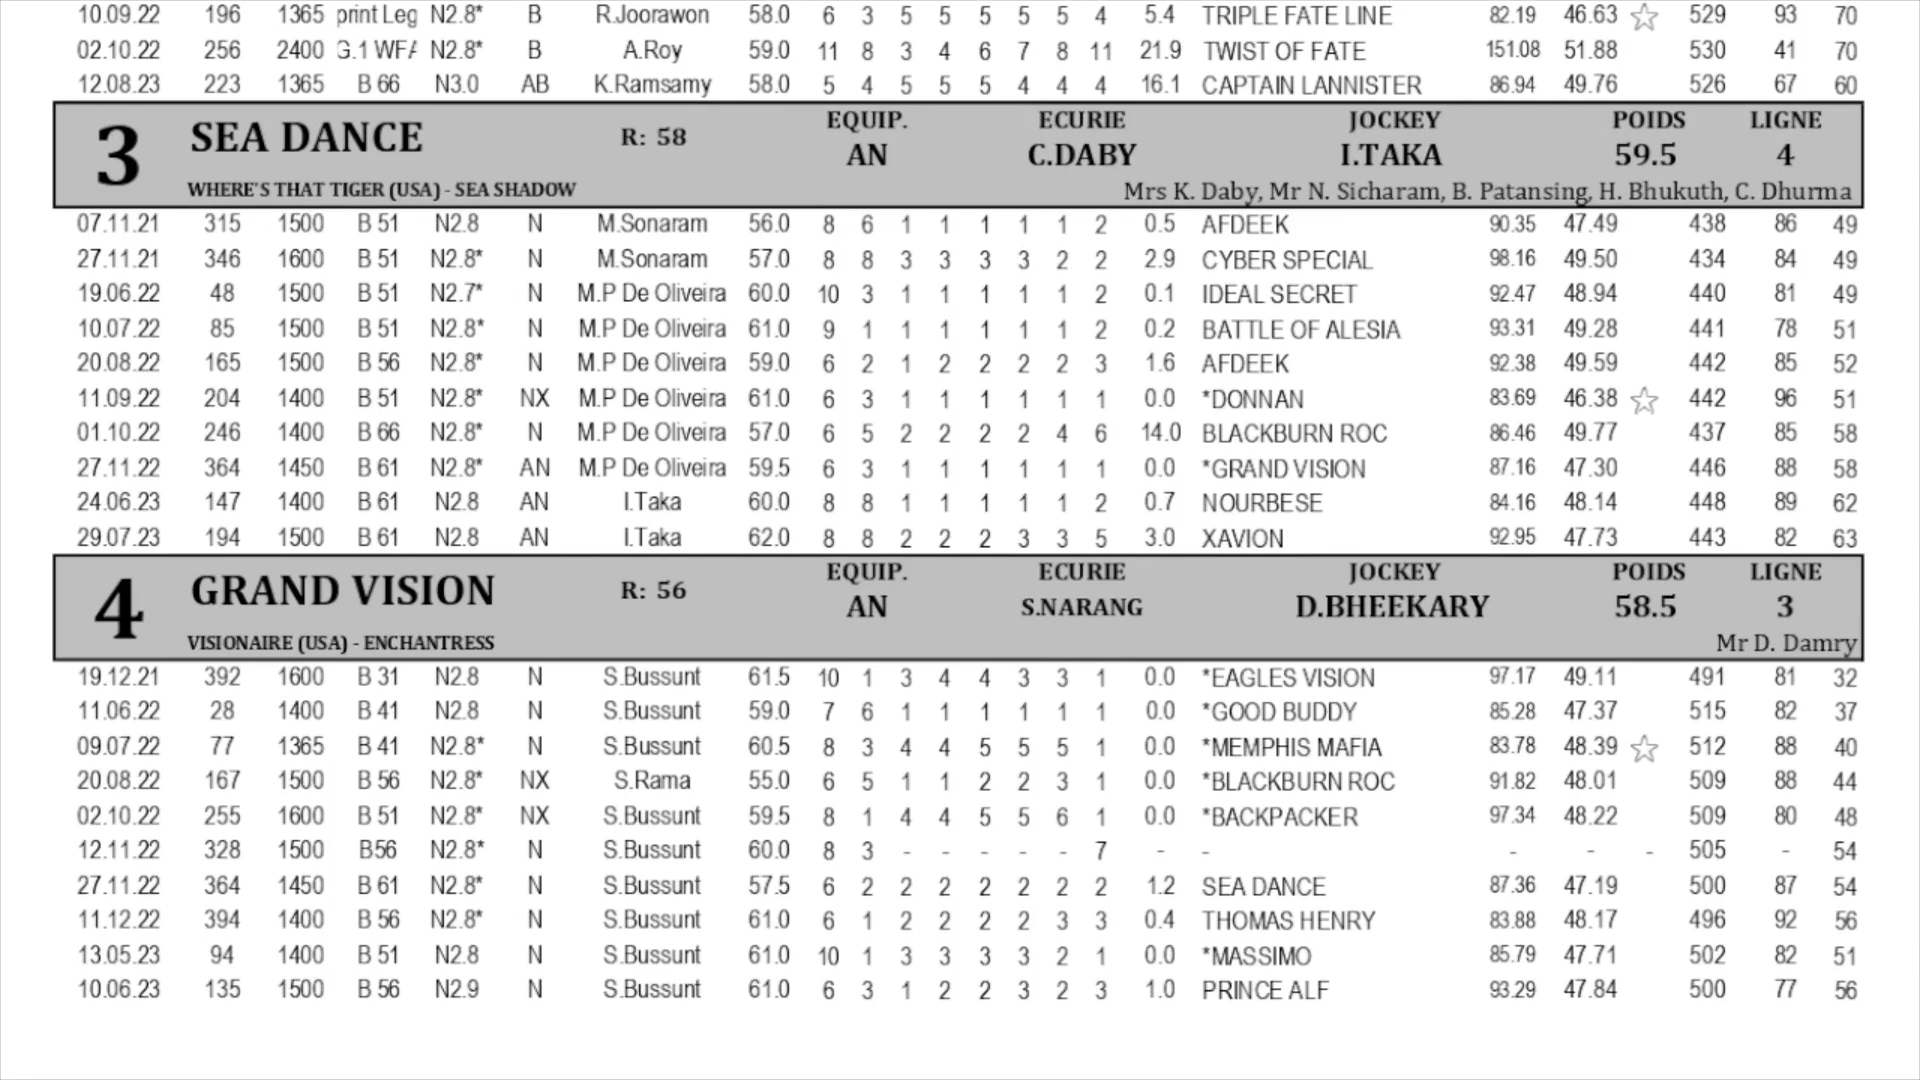 10.09.22 196 1365 print Leg N2.8* B R.Joorawon 58.0 6 3 5 5 5 5 5 4 5.4 TRIPLE FATE LINE 82.19 46.63 ☆ 529 93 70
02.10.22 256 2400 G.1 WFA N2.8* B A.Roy 59.0 11 8 3 4 6 7 8 11 21.9 TWIST OF FATE 151.08 51.88 530 41 70
12.08.23 223 1365 B 66 N3.0 AB K.Ramsamy 58.0 5 4 5 5 5 4 4 4 16.1 CAPTAIN LANNISTER 86.94 49.76 526 67 60
EQUIP. ECURIE JOCKEY POIDS LIGNE
3 SEA DANCE R: 58 AN C.DABY I.TAKA 59.5 4
WHERE'S THAT TIGER (USA) - SEA SHADOW Mrs K. Daby, Mr N. Sicharam, B. Patansing, H. Bhukuth, C. Dhurma
07.11.21 315 1500 B 51 N2.8 N M.Sonaram 56.0 8 6 1 1 1 1 1 2 0.5 AFDEEK 90.35 47.49 438 86 49
27.11.21 346 1600 B 51 N2.8* N M.Sonaram 57.0 8 8 3 3 3 3 2 2 2.9 CYBER SPECIAL 98.16 49.50 434 84 49
19.06.22 48 1500 B 51 N2.7* N M.P De Oliveira 60.0 10 3 1 1 1 1 1 2 0.1 IDEAL SECRET 92.47 48.94 440 81 49
10.07.22 85 1500 B 51 N2.8* N M.P De Oliveira 61.0 9 1 1 1 1 1 1 2 0.2 BATTLE OF ALESIA 93.31 49.28 441 78 51
20.08.22 165 1500 B 56 N2.8* N M.P De Oliveira 59.0 6 2 1 2 2 2 2 3 1.6 AFDEEK 92.38 49.59 442 85 52
11.09.22 204 1400 B 51 N2.8* NX M.P De Oliveira 61.0 6 3 1 1 1 1 1 1 0.0 *DONNAN 83.69 46.38 ☆ 442 96 51
01.10.22 246 1400 B 66 N2.8* N M.P De Oliveira 57.0 6 5 2 2 2 2 4 6 14.0 BLACKBURN ROC 86.46 49.77 437 85 58
27.11.22 364 1450 B 61 N2.8* AN M.P De Oliveira 59.5 6 3 1 1 1 1 1 1 0.0 *GRAND VISION 87.16 47.30 446 88 58
24.06.23 147 1400 B 61 N2.8 AN I.Taka 60.0 8 8 1 1 1 1 1 2 0.7 NOURBESE 84.16 48.14 448 89 62
29.07.23 194 1500 B 61 N2.8 AN I.Taka 62.0 8 8 2 2 2 3 3 5 3.0 XAVION 92.95 47.73 443 82 63
EQUIP. ECURIE JOCKEY POIDS LIGNE
4 GRAND VISION R: 56 AN S.NARANG D.BHEEKARY 58.5 3
VISIONAIRE (USA) - ENCHANTRESS Mr D. Damry
19.12.21 392 1600 B 31 N2.8 N S.Bussunt 61.5 10 1 3 4 4 3 3 1 0.0 *EAGLES VISION 97.17 49.11 491 81 32
11.06.22 28 1400 B 41 N2.8 N S.Bussunt 59.0 7 6 1 1 1 1 1 1 0.0 *GOOD BUDDY 85.28 47.37 515 82 37
09.07.22 77 1365 B 41 N2.8* N S.Bussunt 60.5 8 3 4 4 5 5 5 1 0.0 *MEMPHIS MAFIA 83.78 48.39 ☆ 512 88 40
20.08.22 167 1500 B 56 N2.8* NX S.Rama 55.0 6 5 1 1 2 2 3 1 0.0 *BLACKBURN ROC 91.82 48.01 509 88 44
02.10.22 255 1600 B 51 N2.8* NX S.Bussunt 59.5 8 1 4 4 5 5 6 1 0.0 *BACKPACKER 97.34 48.22 509 80 48
12.11.22 328 1500 B56 N2.8* N S.Bussunt 60.0 8 3 - - - - - 7 - - - - - 505 - 54
27.11.22 364 1450 B 61 N2.8* N S.Bussunt 57.5 6 2 2 2 2 2 2 2 1.2 SEA DANCE 87.36 47.19 500 87 54
11.12.22 394 1400 B 56 N2.8* N S.Bussunt 61.0 6 1 2 2 2 3 3 3 0.4 THOMAS HENRY 83.88 48.17 496 92 56
13.05.23 94 1400 B 51 N2.8 N S.Bussunt 61.0 10 1 3 3 3 3 2 1 0.0 *MASSIMO 85.79 47.71 502 82 51
10.06.23 135 1500 B 56 N2.9 N S.Bussunt 61.0 6 3 1 2 2 3 2 3 1.0 PRINCE ALF 93.29 47.84 500 77 56